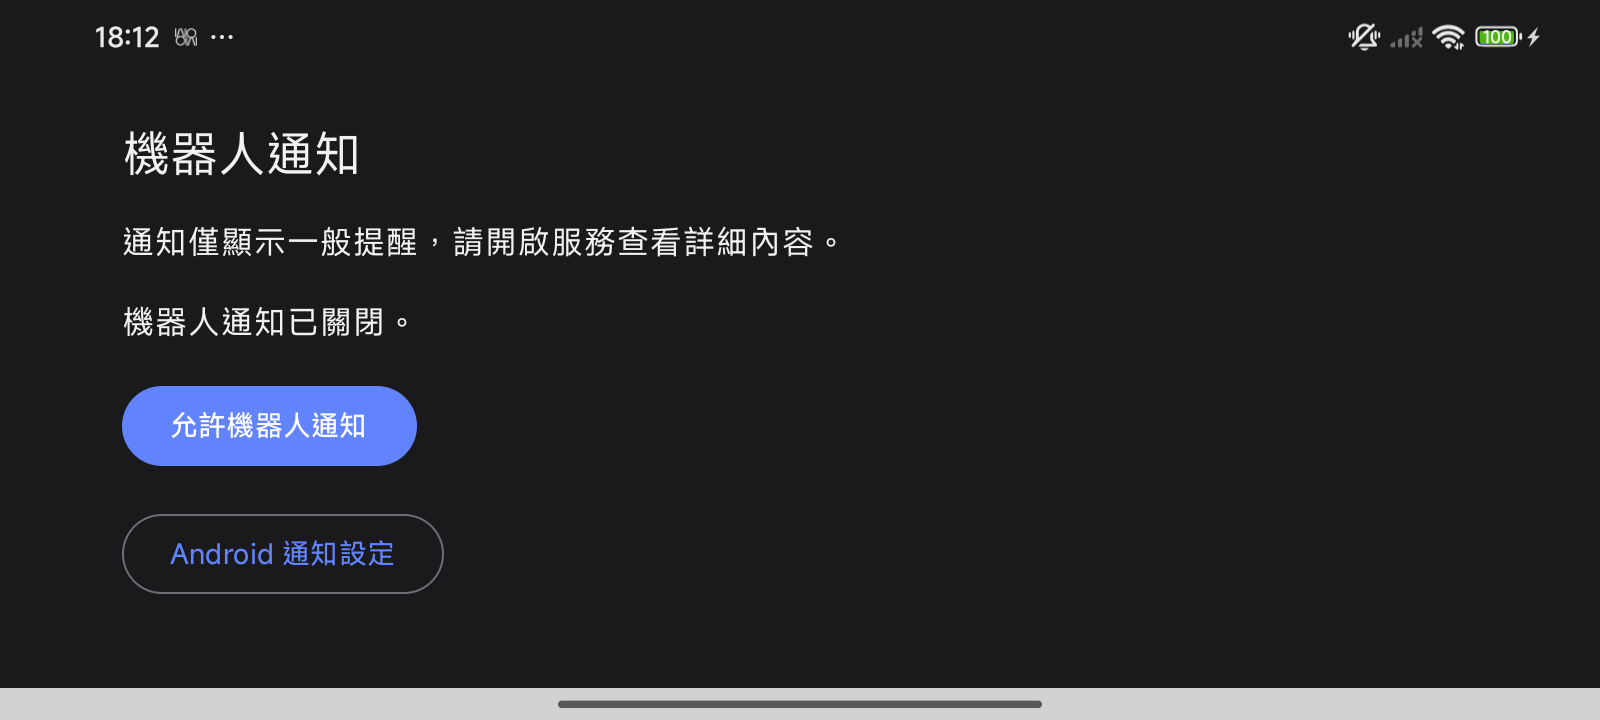 18:12
100
機器人通知
通知僅顯示一般提醒，請開啟服務查看詳細內容。
機器人通知已關閉。
允許機器人通知
Android 通知設定